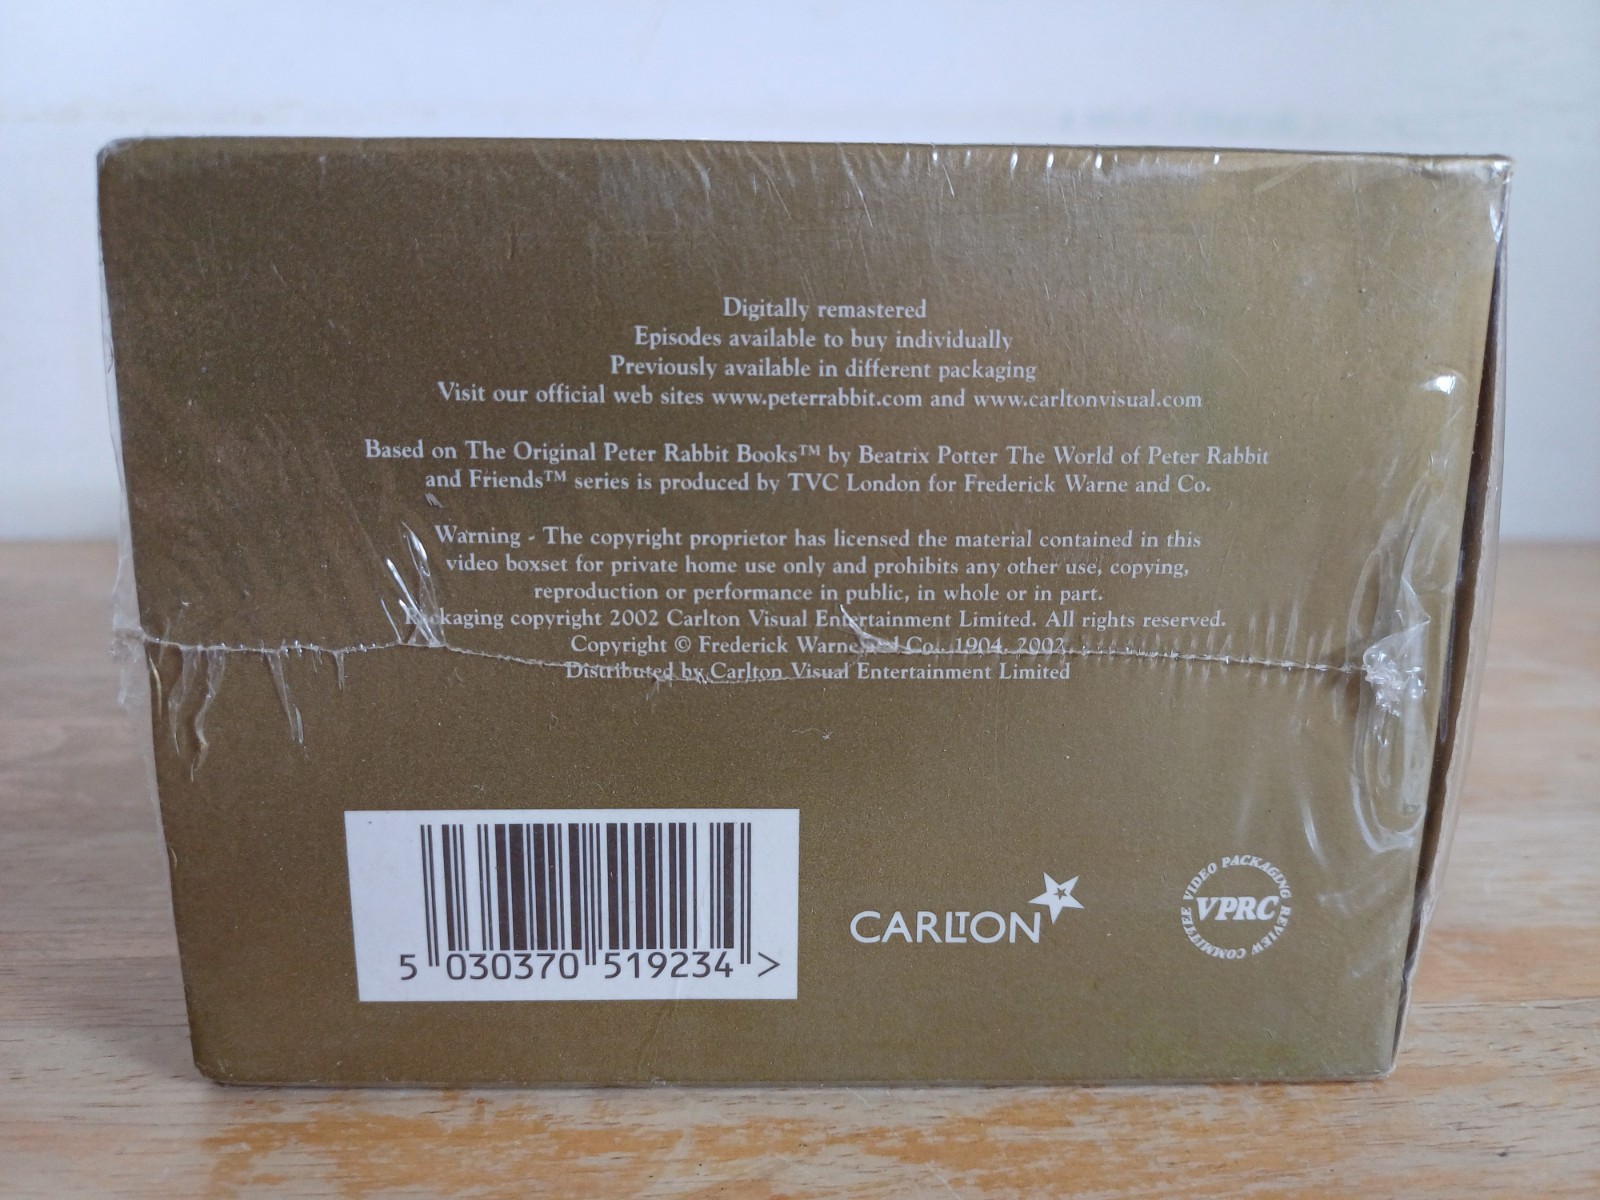 Digitally remastered
Episodes available to buy individually
Previously available in different packaging
Visit our official web sites www.peterrabbit.com and www.carltonvisual.com
Based on The Original Peter Rabbit Books™ by Beatrix Potter The World of Peter Rabbit
and Friends™ series is produced by TVC London for Frederick Warne and Co.
Warning - The copyright proprietor has licensed the material contained in this
video boxset for private home use only and prohibits any other use, copying,
reproduction or performance in public, in whole or in part.
Packaging copyright 2002 Carlton Visual Entertainment Limited. All rights reserved.
Copyright © Frederick Warne and Co., 1904, 2002
Distributed by Carlton Visual Entertainment Limited
5 030370 519234 >
CARLTON
VIDEO PACKAGING REVIEW COMMITTEE
VPRC